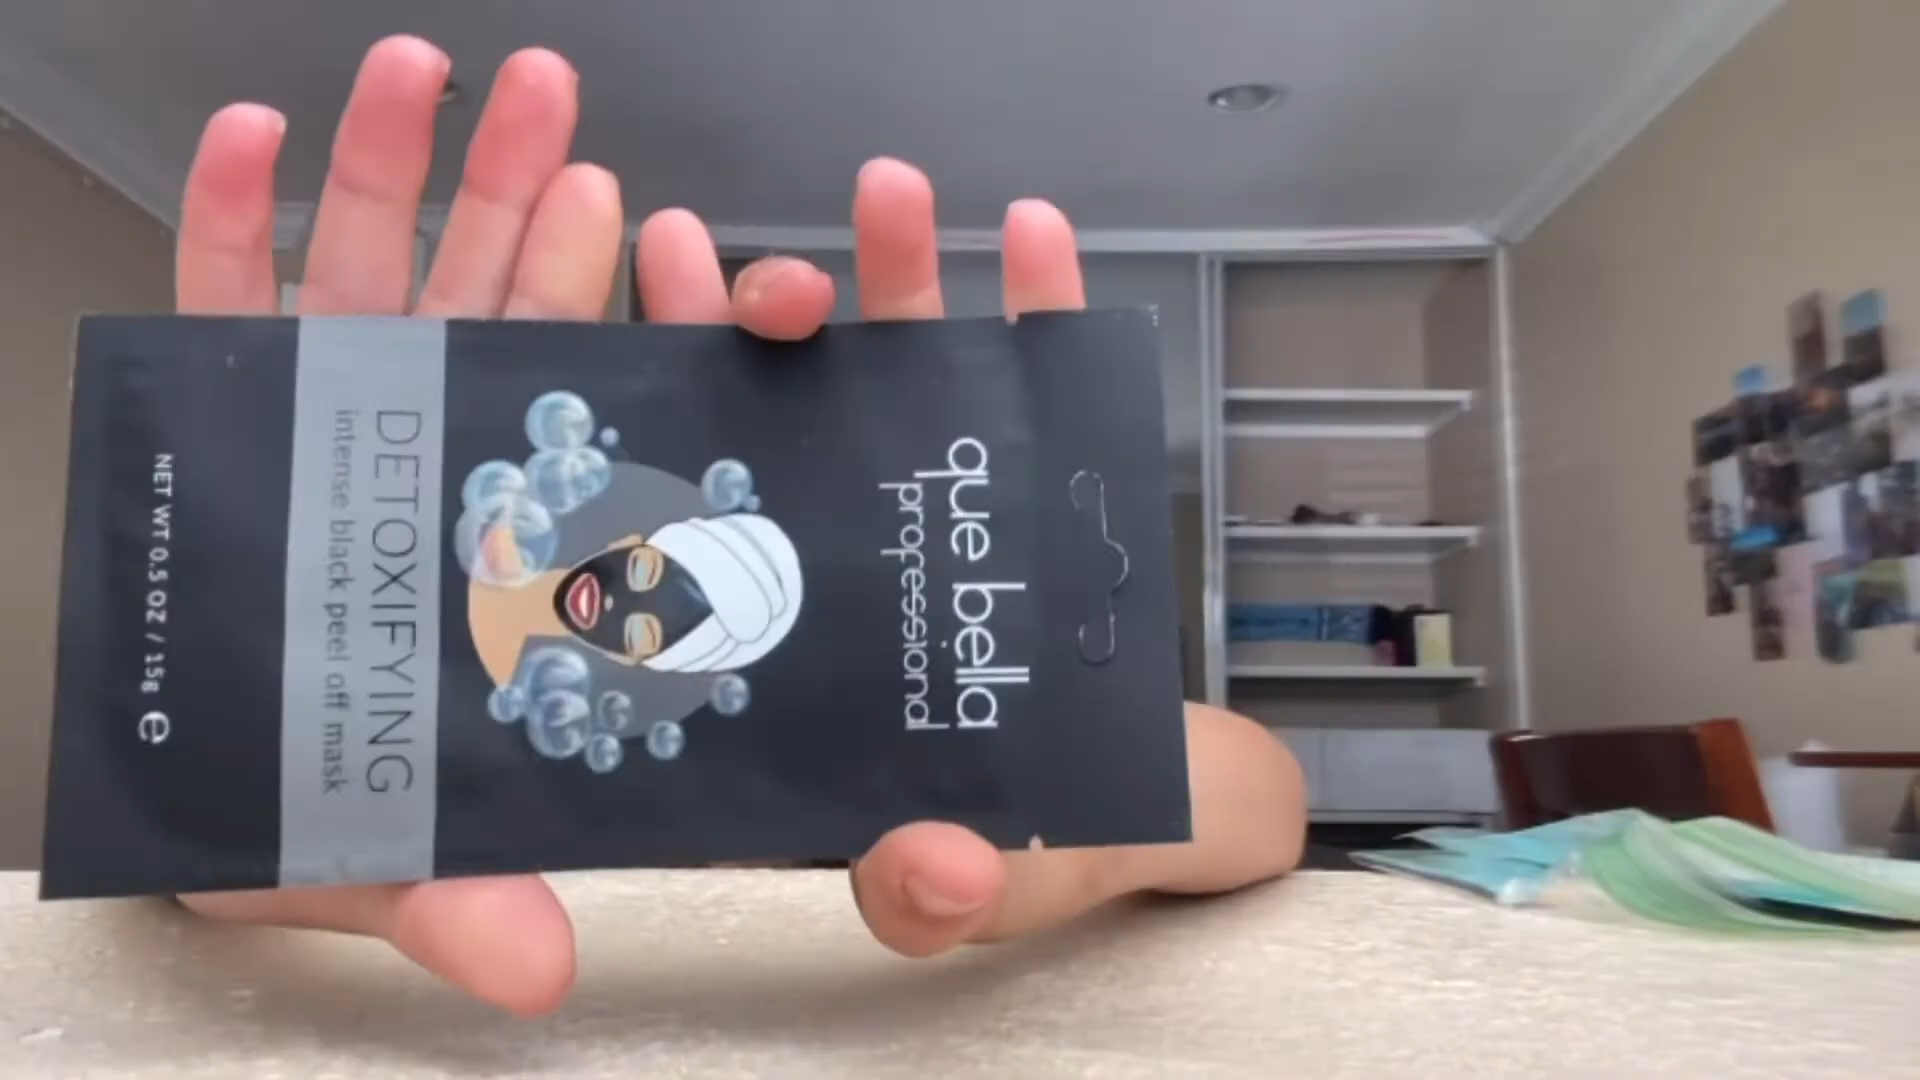 que bella
professional
DETOXIFYING
intense black peel off mask
NET WT 0.5 OZ / 15g e